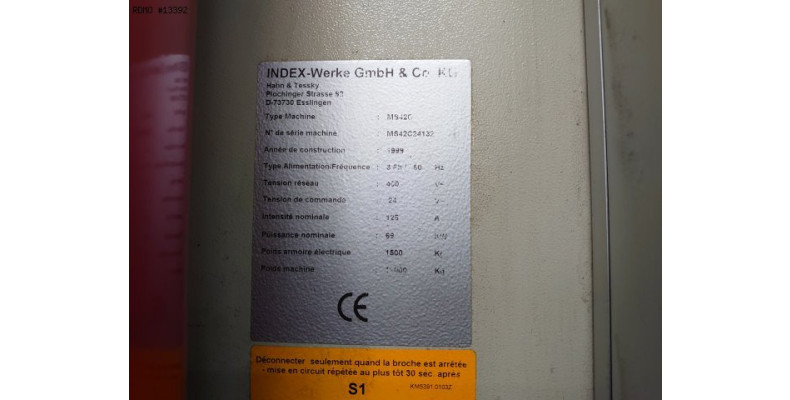 RDMO #13392
INDEX-Werke GmbH & Co KG
Hahn & Tessky
Plochinger Strasse 92
D-73730 Esslingen
Type Machine : MS42C
N° de série machine :
Année de construction : 1999
Type Alimentation/Fréquence : 50 Hz
Tension réseau : 400 V~
Tension de commande : 24
Intensité nominale : 125 A
Puissance nominale : kW
Poids armoire électrique : 1500
Poids machine :
CE
Déconnecter seulement quand la broche est arrêtée
- mise en circuit répétée au plus tôt 30 sec. après
S1